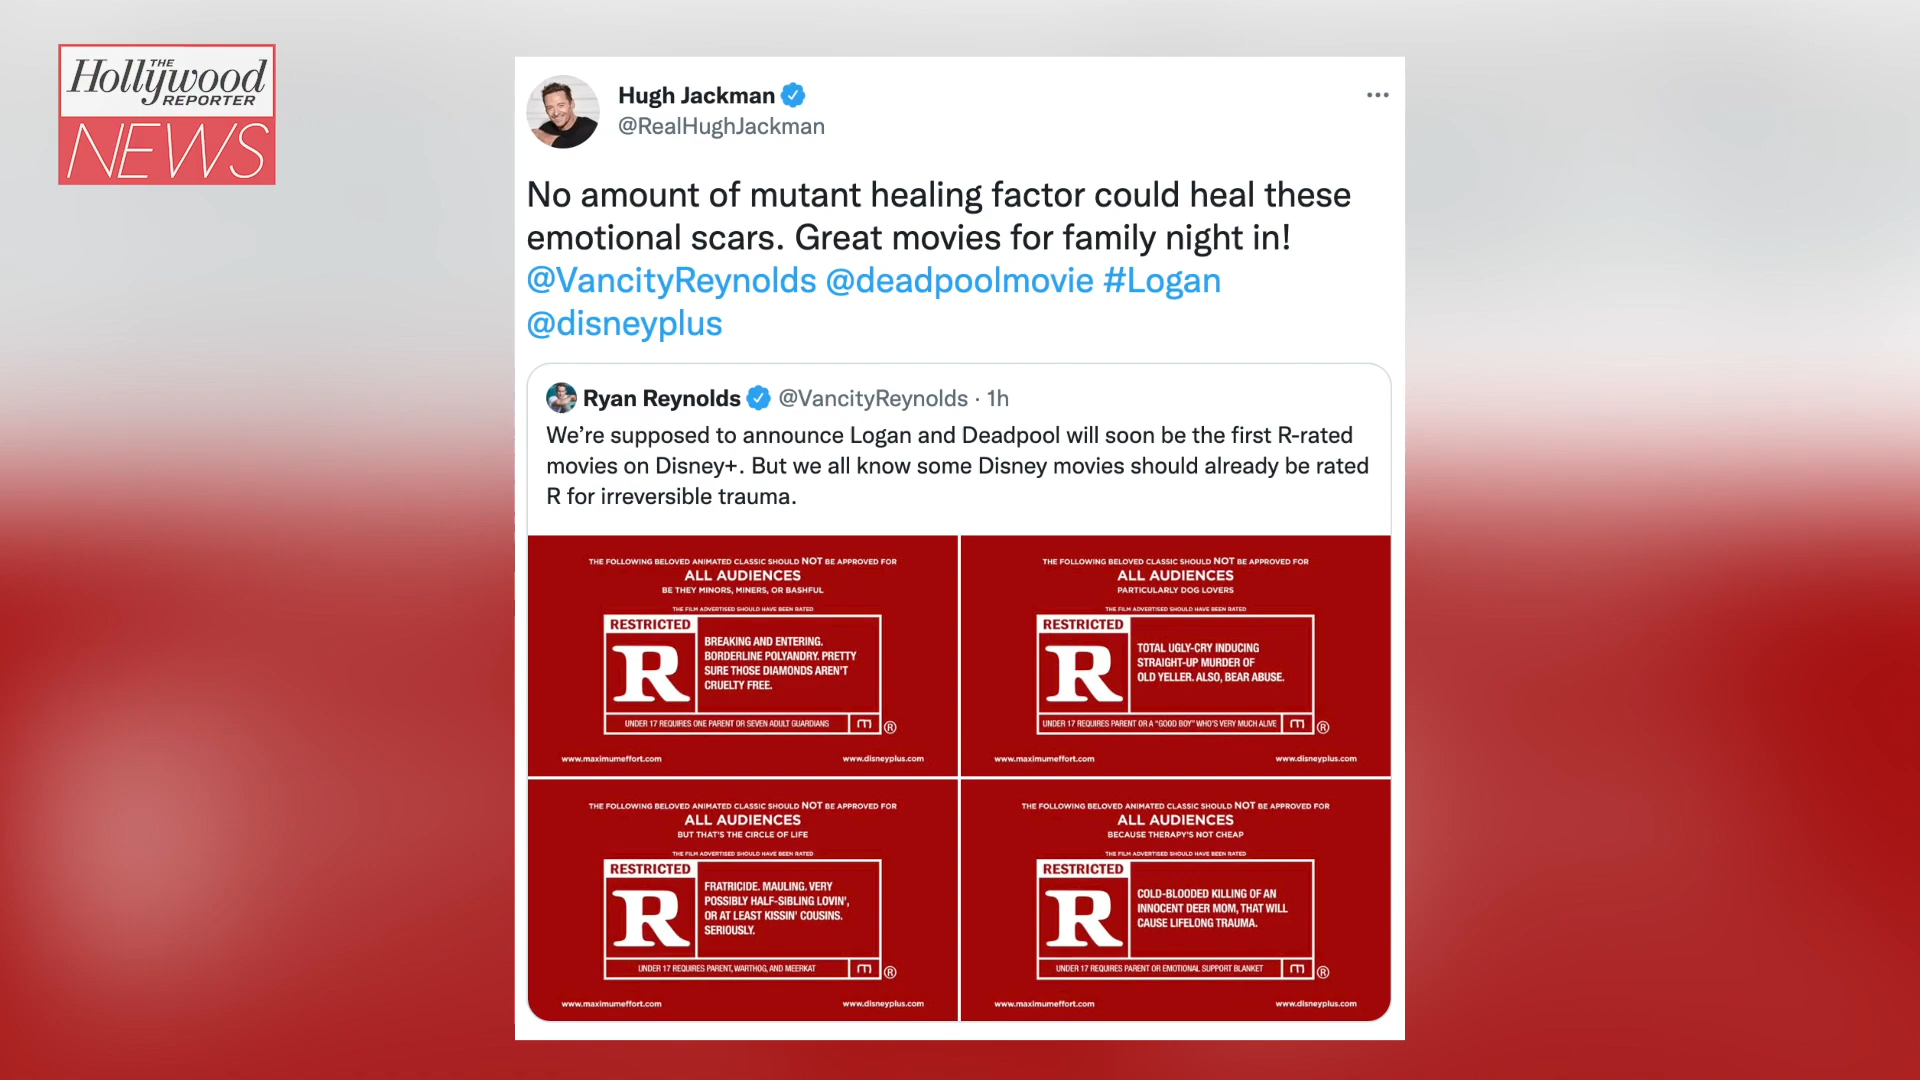 THE
Hollywood
REPORTER
NEWS
Hugh Jackman
@RealHughJackman
No amount of mutant healing factor could heal these
emotional scars. Great movies for family night in!
@VancityReynolds @deadpoolmovie #Logan
@disneyplus
Ryan Reynolds @VancityReynolds · 1h
We’re supposed to announce Logan and Deadpool will soon be the first R-rated
movies on Disney+. But we all know some Disney movies should already be rated
R for irreversible trauma.
THE FOLLOWING BELOVED ANIMATED CLASSIC SHOULD NOT BE APPROVED FOR
ALL AUDIENCES
BE THEY MINORS, MINERS, OR BASHFUL
THE FILM ADVERTISED SHOULD HAVE BEEN RATED
RESTRICTED
R
BREAKING AND ENTERING.
BORDERLINE POLYANDRY. PRETTY
SURE THOSE DIAMONDS AREN'T
CRUELTY FREE.
UNDER 17 REQUIRES ONE PARENT OR SEVEN ADULT GUARDIANS
m ®
www.maximumeffort.com
www.disneyplus.com
THE FOLLOWING BELOVED ANIMATED CLASSIC SHOULD NOT BE APPROVED FOR
ALL AUDIENCES
PARTICULARLY DOG LOVERS
THE FILM ADVERTISED SHOULD HAVE BEEN RATED
RESTRICTED
R
TOTAL UGLY-CRY INDUCING
STRAIGHT-UP MURDER OF
OLD YELLER. ALSO, BEAR ABUSE.
UNDER 17 REQUIRES PARENT OR A "GOOD BOY" WHO'S VERY MUCH ALIVE
m ®
www.maximumeffort.com
www.disneyplus.com
THE FOLLOWING BELOVED ANIMATED CLASSIC SHOULD NOT BE APPROVED FOR
ALL AUDIENCES
BUT THAT'S THE CIRCLE OF LIFE
THE FILM ADVERTISED SHOULD HAVE BEEN RATED
RESTRICTED
R
FRATRICIDE. MAULING. VERY
POSSIBLY HALF-SIBLING LOVIN',
OR AT LEAST KISSIN' COUSINS.
SERIOUSLY.
UNDER 17 REQUIRES PARENT, WARTHOG, AND MEERKAT
m ®
www.maximumeffort.com
www.disneyplus.com
THE FOLLOWING BELOVED ANIMATED CLASSIC SHOULD NOT BE APPROVED FOR
ALL AUDIENCES
BECAUSE THERAPY'S NOT CHEAP
THE FILM ADVERTISED SHOULD HAVE BEEN RATED
RESTRICTED
R
COLD-BLOODED KILLING OF AN
INNOCENT DEER MOM, THAT WILL
CAUSE LIFELONG TRAUMA.
UNDER 17 REQUIRES PARENT OR EMOTIONAL SUPPORT BLANKET
m ®
www.maximumeffort.com
www.disneyplus.com